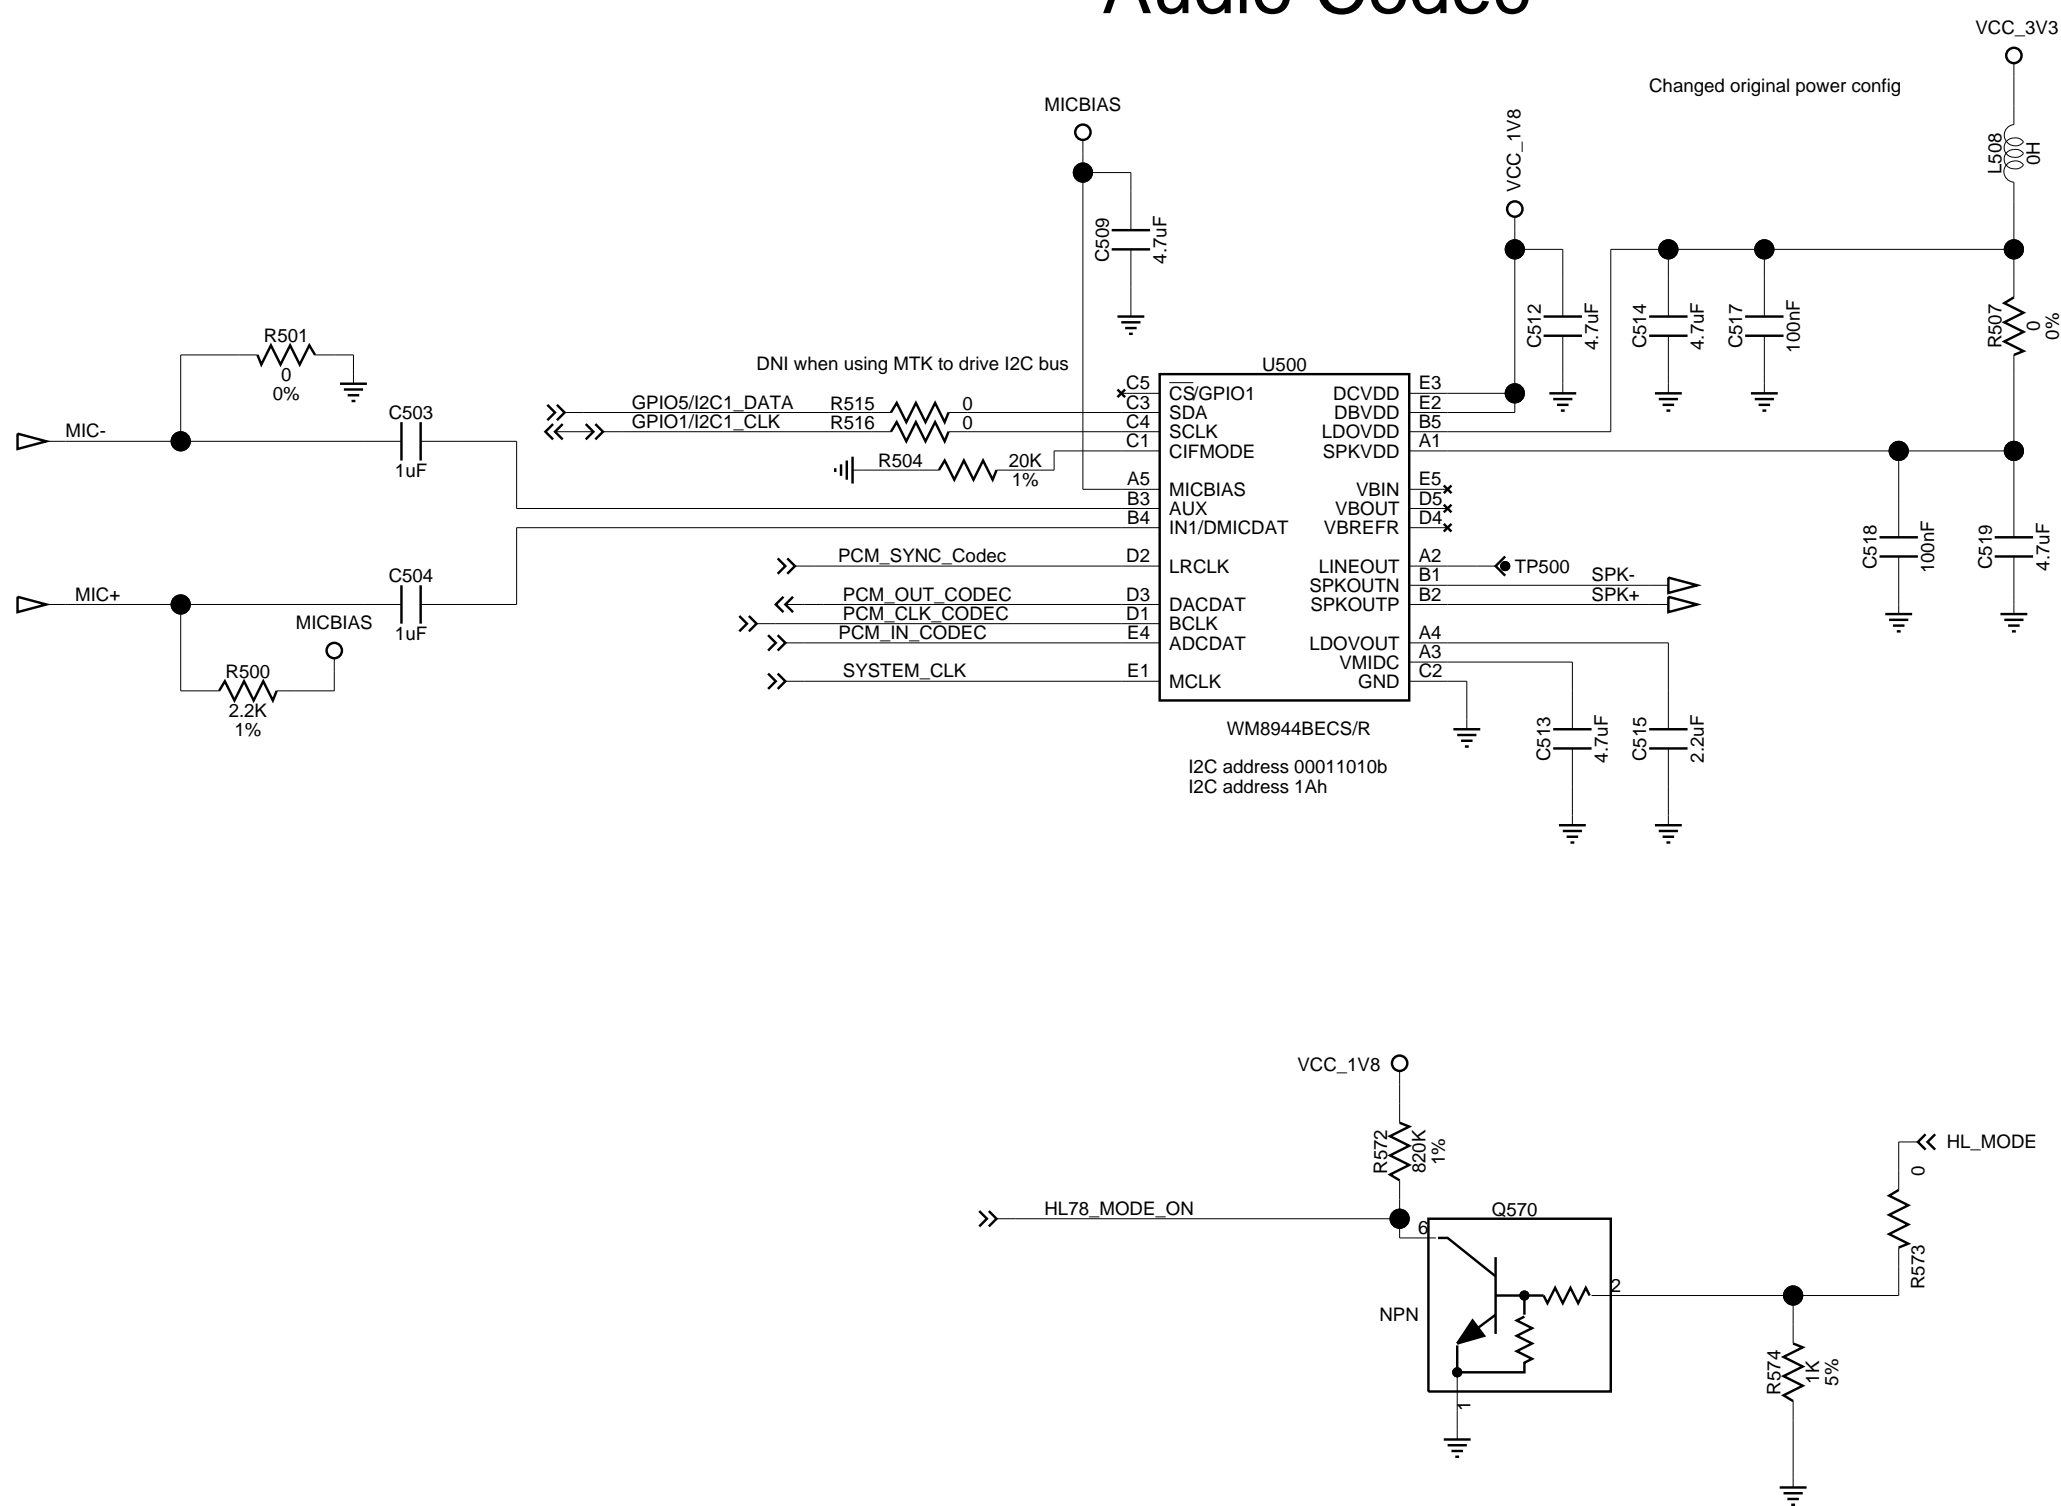 Audio Codec
VCC_3V3
Changed original power config
MICBIAS
VCC_1V8
L508
0H
C509
4.7uF
C512
4.7uF
C514
4.7uF
C517
100nF
R507
0
0%
R501
0
0%
DNI when using MTK to drive I2C bus
U500
C5
CS/GPIO1
DCVDD
E3
GPIO5/I2C1_DATA
R515
0
C3
SDA
DBVDD
E2
GPIO1/I2C1_CLK
R516
0
C4
SCLK
LDOVDD
B5
C1
CIFMODE
SPKVDD
A1
R504
20K
1%
MIC-
C503
1uF
A5
MICBIAS
VBIN
E5
B3
AUX
VBOUT
D5
B4
IN1/DMICDAT
VBREFR
D4
C518
100nF
C519
4.7uF
PCM_SYNC_Codec
D2
LRCLK
LINEOUT
A2
TP500
SPKOUTN
B1
SPK-
MIC+
C504
1uF
PCM_OUT_CODEC
D3
DACDAT
SPKOUTP
B2
SPK+
PCM_CLK_CODEC
D1
BCLK
PCM_IN_CODEC
E4
ADCDAT
LDOVOUT
A4
VMIDC
A3
SYSTEM_CLK
E1
MCLK
GND
C2
MICBIAS
R500
2.2K
1%
WM8944BECS/R
C513
4.7uF
C515
2.2uF
I2C address 00011010b
I2C address 1Ah
VCC_1V8
R572
820K
1%
HL_MODE
0
R573
HL78_MODE_ON
Q570
6
2
NPN
1
R574
1K
5%